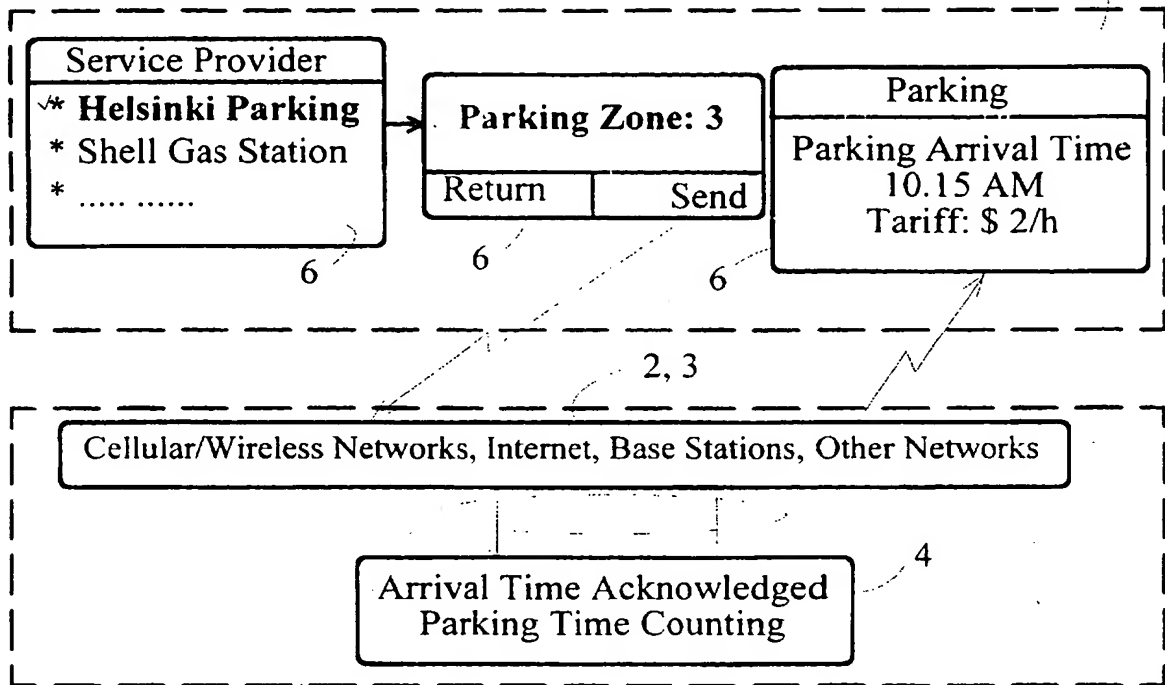 Service Provider
* Helsinki Parking
* Shell Gas Station
* ..... ......
6
Parking Zone: 3
Return Send
6
Parking
Parking Arrival Time
10.15 AM
Tariff: $ 2/h
6
2, 3
Cellular/Wireless Networks, Internet, Base Stations, Other Networks
Arrival Time Acknowledged
Parking Time Counting
4